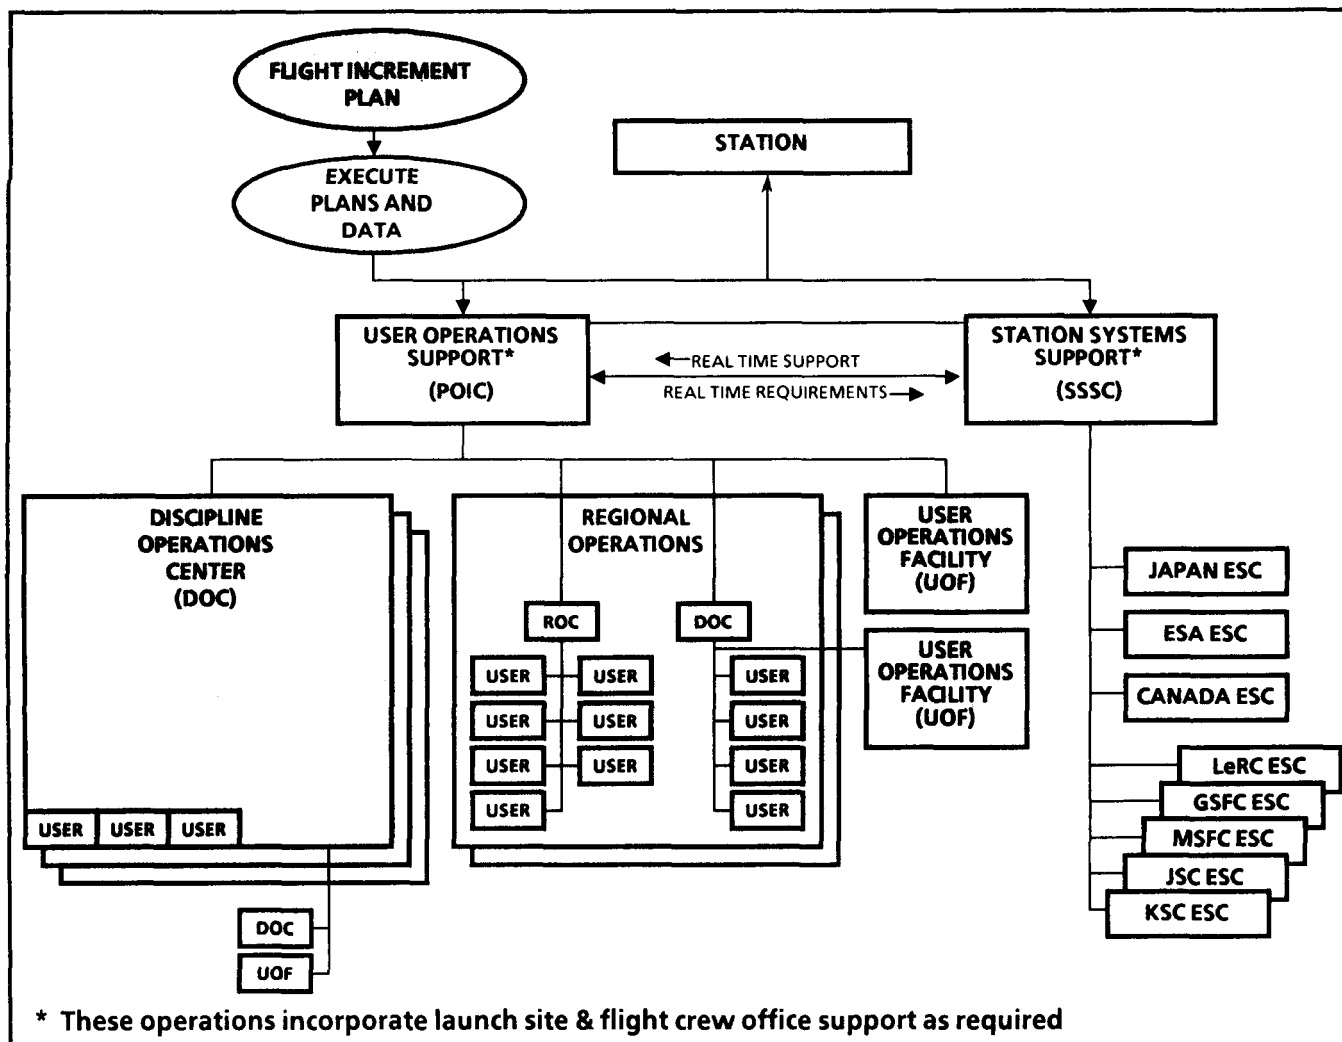 FLIGHT INCREMENT
PLAN
EXECUTE
PLANS AND
DATA
STATION
USER OPERATIONS
SUPPORT*
(POIC)
REAL TIME SUPPORT
REAL TIME REQUIREMENTS
STATION SYSTEMS
SUPPORT*
(SSSC)
DISCIPLINE
OPERATIONS
CENTER
(DOC)
USER USER USER
DOC
UOF
REGIONAL
OPERATIONS
ROC
USER USER
USER USER
USER USER
USER
DOC
USER
USER
USER
USER
USER
OPERATIONS
FACILITY
(UOF)
USER
OPERATIONS
FACILITY
(UOF)
JAPAN ESC
ESA ESC
CANADA ESC
LeRC ESC
GSFC ESC
MSFC ESC
JSC ESC
KSC ESC
* These operations incorporate launch site & flight crew office support as required